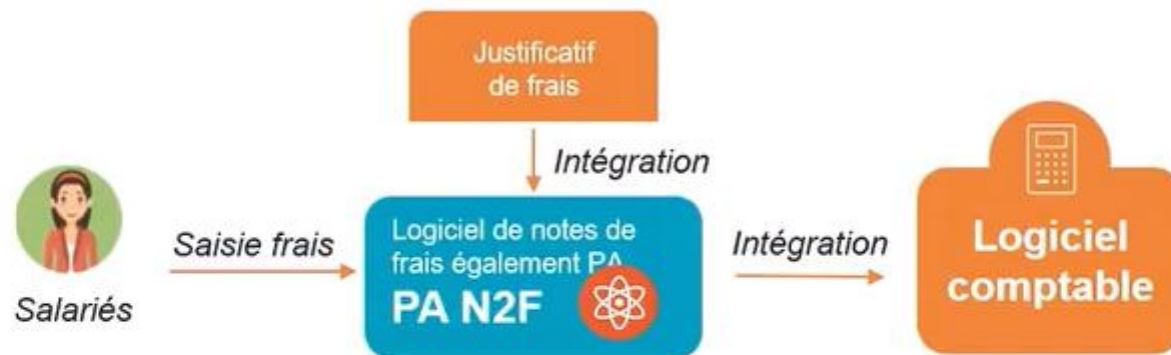 Justificatif
de frais
Intégration
Salariés
Saisie frais
Logiciel de notes de
frais également PA
PA N2F
Intégration
Logiciel
comptable